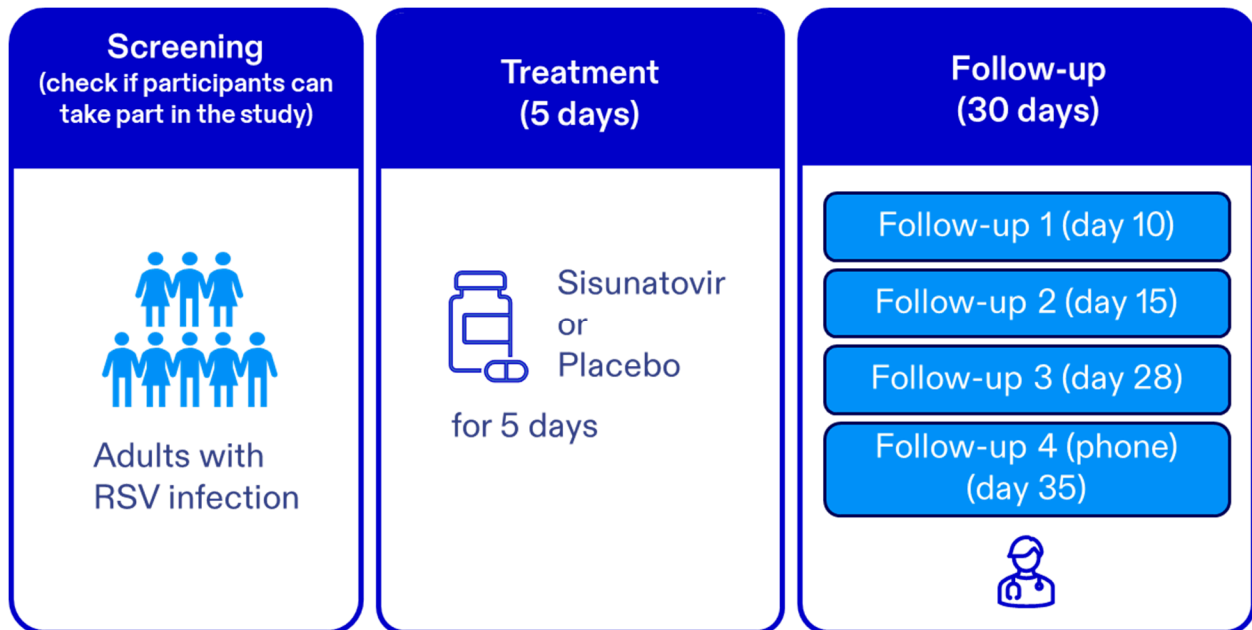 Screening
(check if participants can
take part in the study)
Adults with
RSV infection
Treatment
(5 days)
Sisunatovir
or
Placebo
for 5 days
Follow-up
(30 days)
Follow-up 1 (day 10)
Follow-up 2 (day 15)
Follow-up 3 (day 28)
Follow-up 4 (phone)
(day 35)